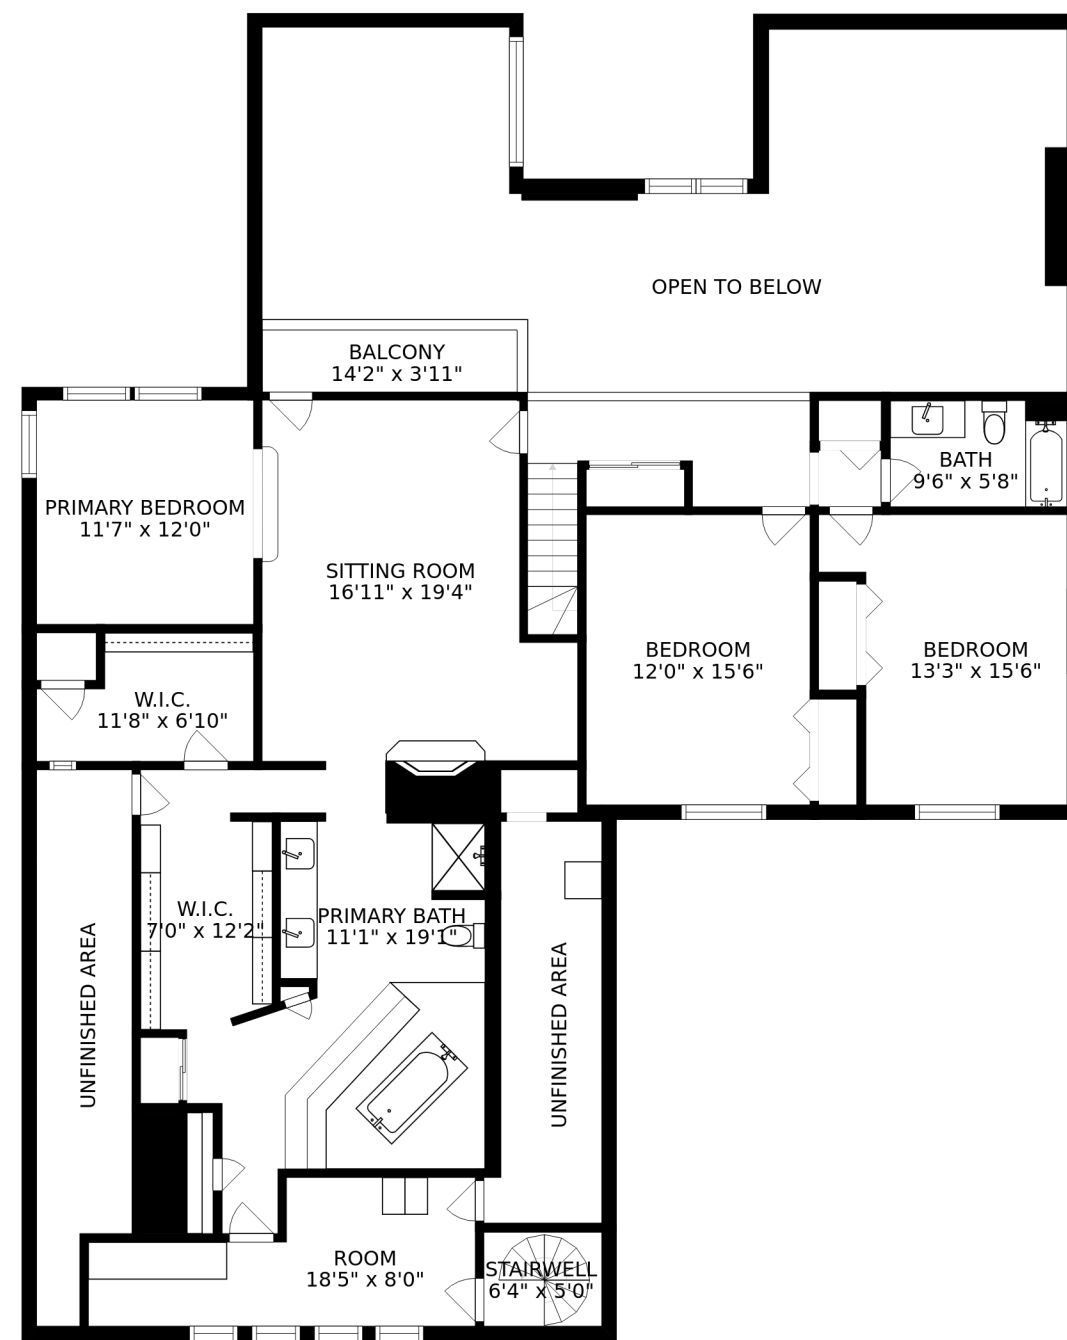 OPEN TO BELOW
BALCONY
14'2" x 3'11"
BATH
9'6" x 5'8"
PRIMARY BEDROOM
11'7" x 12'0"
SITTING ROOM
16'11" x 19'4"
BEDROOM
12'0" x 15'6"
BEDROOM
13'3" x 15'6"
W.I.C.
11'8" x 6'10"
W.I.C.
7'0" x 12'2"
PRIMARY BATH
11'1" x 19'1"
UNFINISHED AREA
UNFINISHED AREA
ROOM
18'5" x 8'0"
STAIRWELL
6'4" x 5'0"